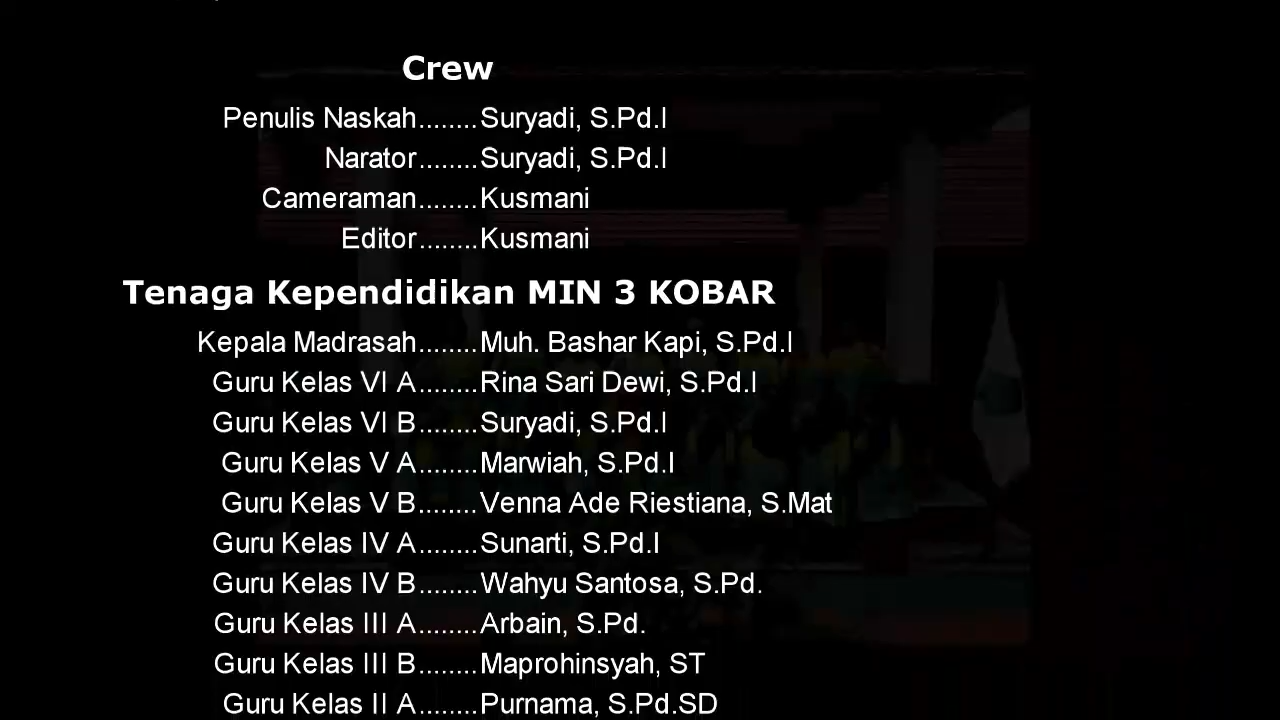 Crew
Penulis Naskah........Suryadi, S.Pd.I
Narator........Suryadi, S.Pd.I
Cameraman........Kusmani
Editor........Kusmani
Tenaga Kependidikan MIN 3 KOBAR
Kepala Madrasah........Muh. Bashar Kapi, S.Pd.I
Guru Kelas VI A........Rina Sari Dewi, S.Pd.I
Guru Kelas VI B........Suryadi, S.Pd.I
Guru Kelas V A........Marwiah, S.Pd.I
Guru Kelas V B........Venna Ade Riestiana, S.Mat
Guru Kelas IV A........Sunarti, S.Pd.I
Guru Kelas IV B........Wahyu Santosa, S.Pd.
Guru Kelas III A........Arbain, S.Pd.
Guru Kelas III B........Maprohinsyah, ST
Guru Kelas II A........Purnama, S.Pd.SD